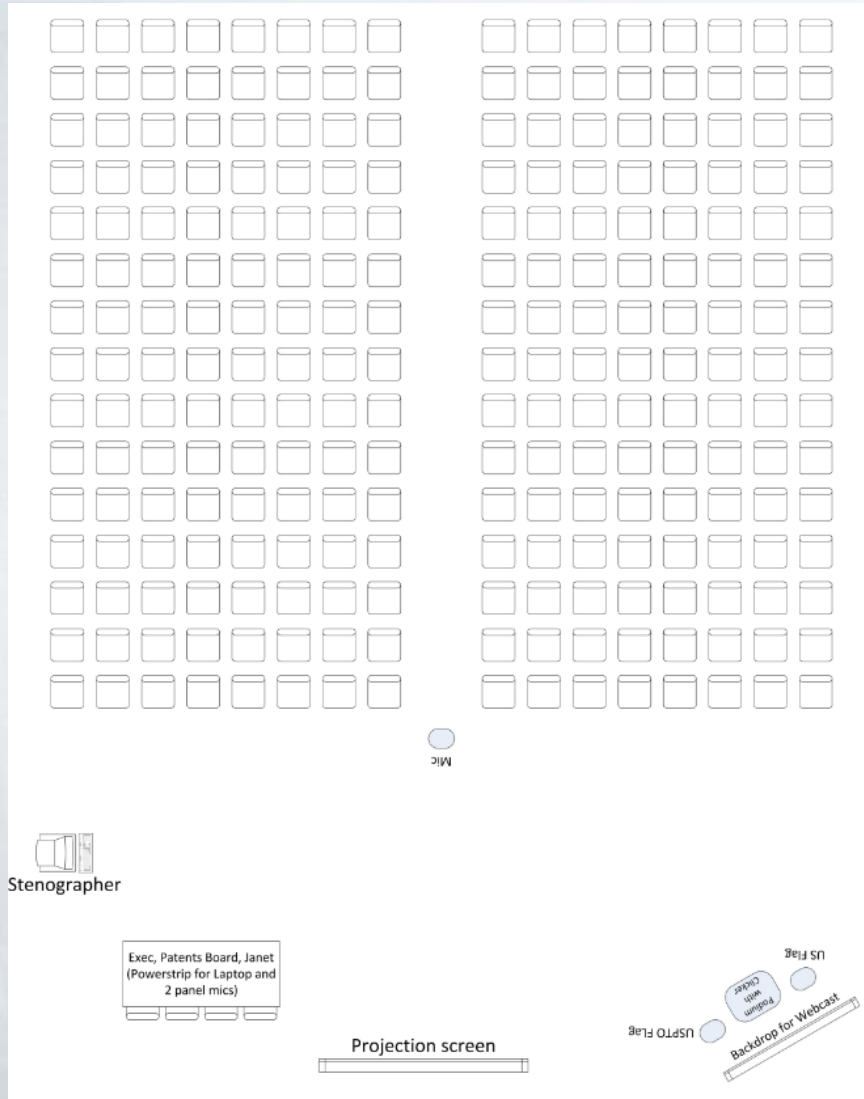 Mic
Stenographer
Exec, Patents Board, Janet
(Powerstrip for Laptop and
2 panel mics)
Projection screen
US Flag
Podium
with
Clicker
USPTO Flag
Backdrop for Webcast